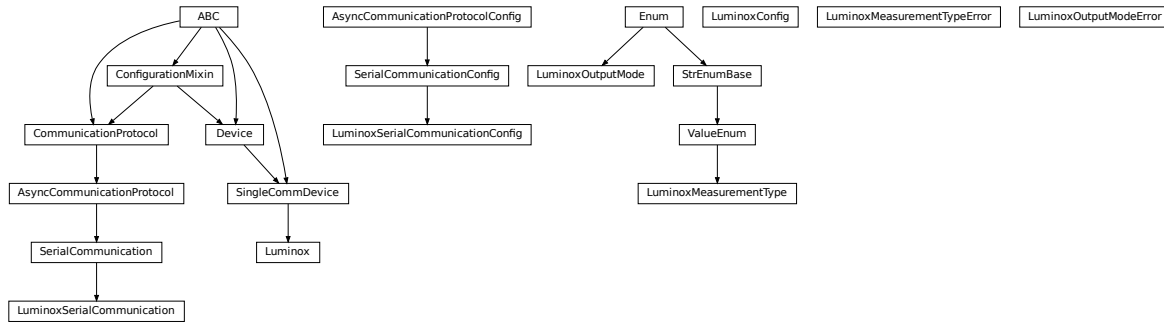 ABC
AsyncCommunicationProtocolConfig
Enum
LuminoxConfig
LuminoxMeasurementTypeError
LuminoxOutputModeError
ConfigurationMixin
SerialCommunicationConfig
LuminoxOutputMode
StrEnumBase
CommunicationProtocol
Device
LuminoxSerialCommunicationConfig
ValueEnum
AsyncCommunicationProtocol
SingleCommDevice
LuminoxMeasurementType
SerialCommunication
Luminox
LuminoxSerialCommunication